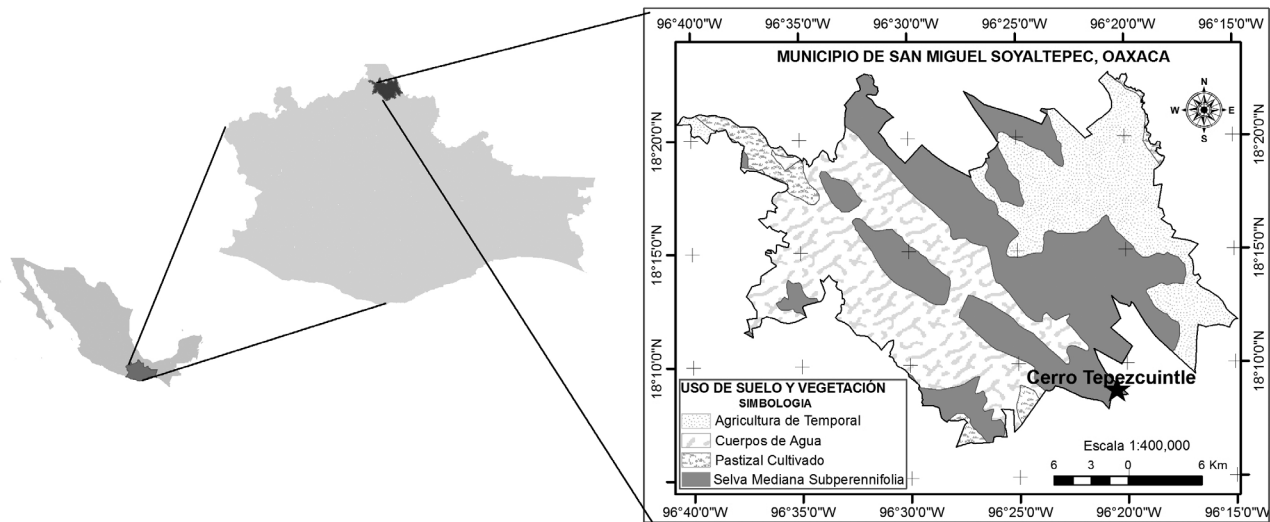 96°40'0"W 96°35'0"W 96°30'0"W 96°25'0"W 96°20'0"W 96°15'0"W
MUNICIPIO DE SAN MIGUEL SOYALTEPEC, OAXACA
N
W E
S
18°20'0"N 18°20'0"N
18°15'0"N 18°15'0"N
18°10'0"N 18°10'0"N
Cerro Tepezcuintle
USO DE SUELO Y VEGETACIÓN
SIMBOLOGIA
Agricultura de Temporal
Cuerpos de Agua
Pastizal Cultivado
Selva Mediana Subperennifolia
Escala 1:400,000
6 3 0 6 Km
96°40'0"W 96°35'0"W 96°30'0"W 96°25'0"W 96°20'0"W 96°15'0"W